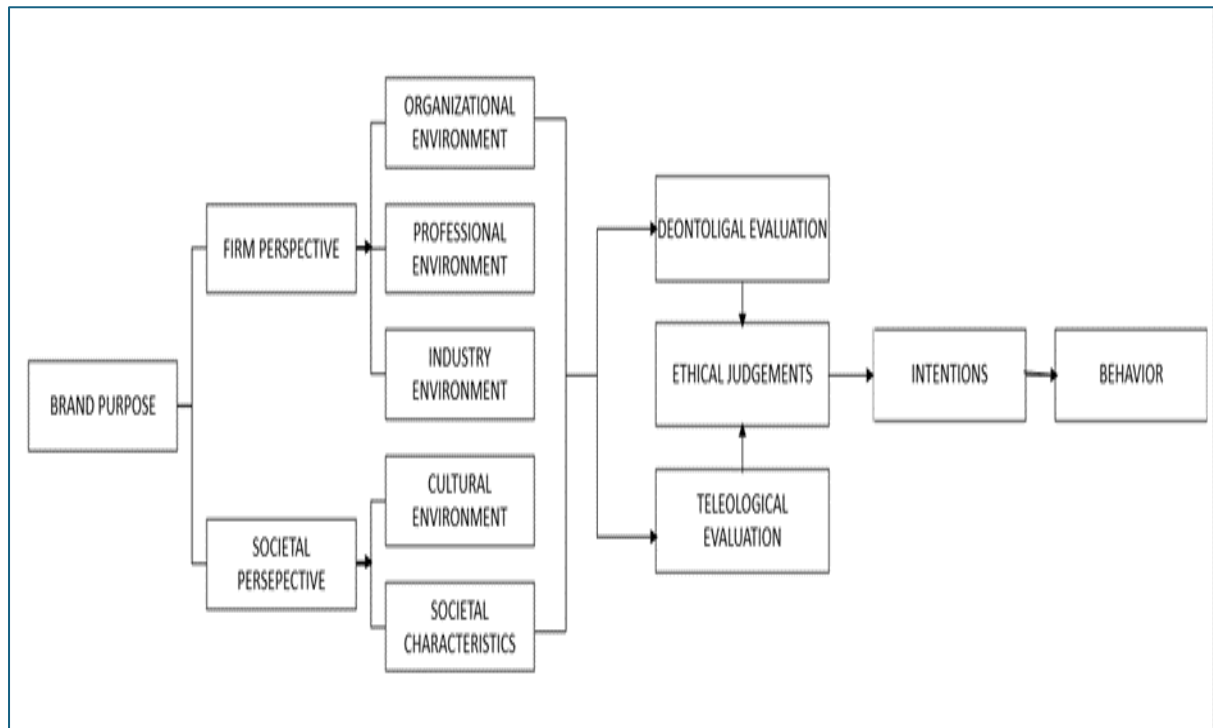 ORGANIZATIONAL
ENVIRONMENT
PROFESSIONAL
ENVIRONMENT
FIRM PERSPECTIVE
INDUSTRY
ENVIRONMENT
BRAND PURPOSE
CULTURAL
ENVIRONMENT
SOCIETAL
PERSEPECTIVE
SOCIETAL
CHARACTERISTICS
DEONTOLIGAL EVALUATION
ETHICAL JUDGEMENTS
TELEOLOGICAL
EVALUATION
INTENTIONS
BEHAVIOR